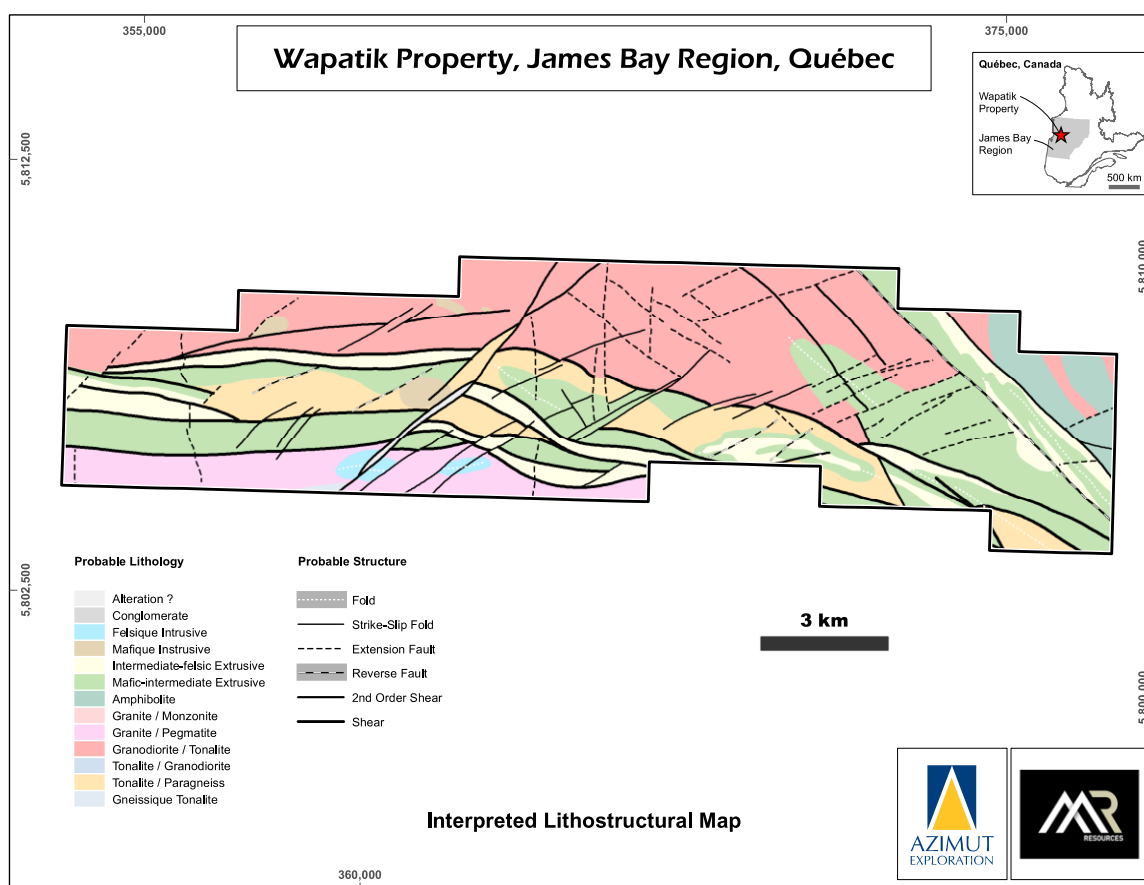 355,000
375,000
Wapatik Property, James Bay Region, Québec
Québec, Canada
Wapatik
Property
James Bay
Region
500 km
5,812,500
5,810,000
5,802,500
5,800,000
Probable Lithology
Alteration ?
Conglomerate
Felsique Intrusive
Mafique Instrusive
Intermediate-felsic Extrusive
Mafic-intermediate Extrusive
Amphibolite
Granite / Monzonite
Granite / Pegmatite
Granodiorite / Tonalite
Tonalite / Granodiorite
Tonalite / Paragneiss
Gneissique Tonalite
Probable Structure
Fold
Strike-Slip Fold
Extension Fault
Reverse Fault
2nd Order Shear
Shear
3 km
Interpreted Lithostructural Map
AZIMUT
EXPLORATION
MR
RESOURCES
360,000